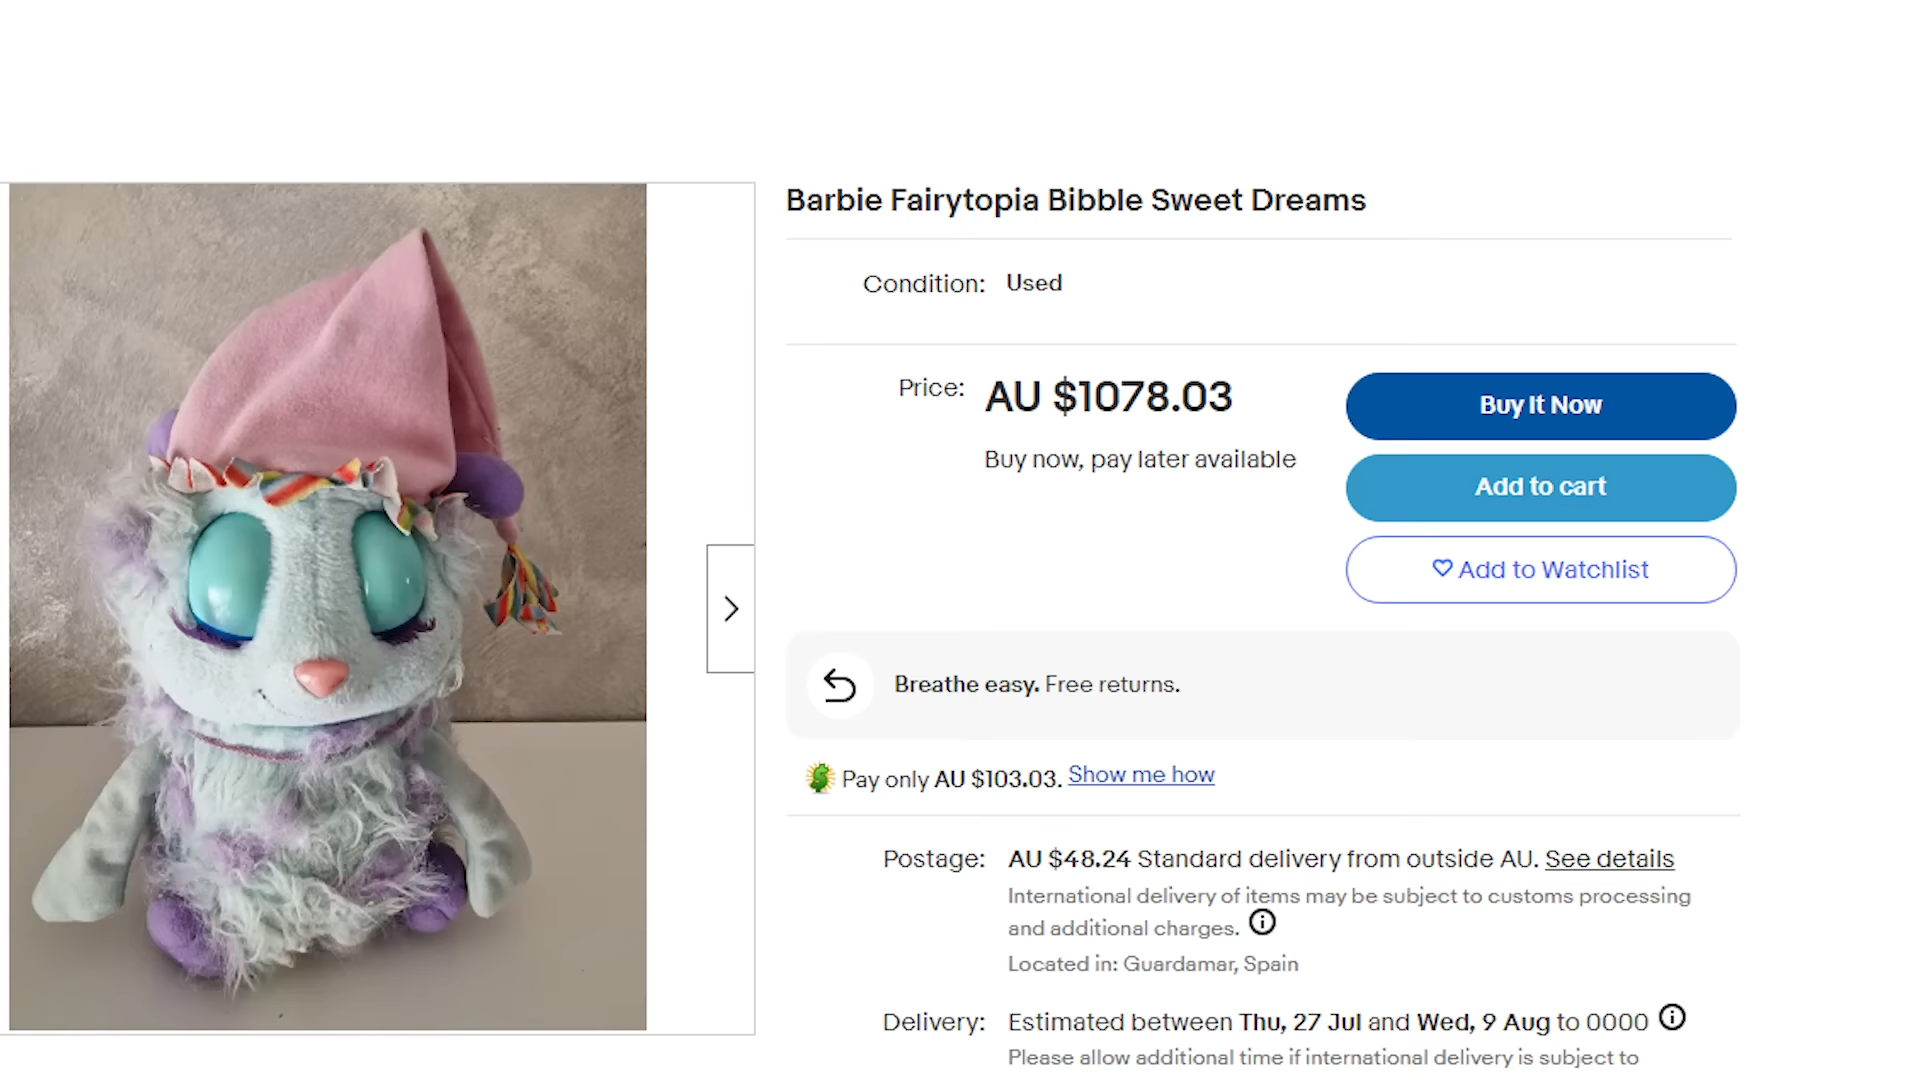 Barbie Fairytopia Bibble Sweet Dreams
Condition: Used
Price: AU $1078.03
Buy It Now
Buy now, pay later available
Add to cart
Add to Watchlist
Breathe easy. Free returns.
Pay only AU $103.03. Show me how
Postage: AU $48.24 Standard delivery from outside AU. See details
International delivery of items may be subject to customs processing
and additional charges.
Located in: Guardamar, Spain
Delivery: Estimated between Thu, 27 Jul and Wed, 9 Aug to 0000
Please allow additional time if international delivery is subject to